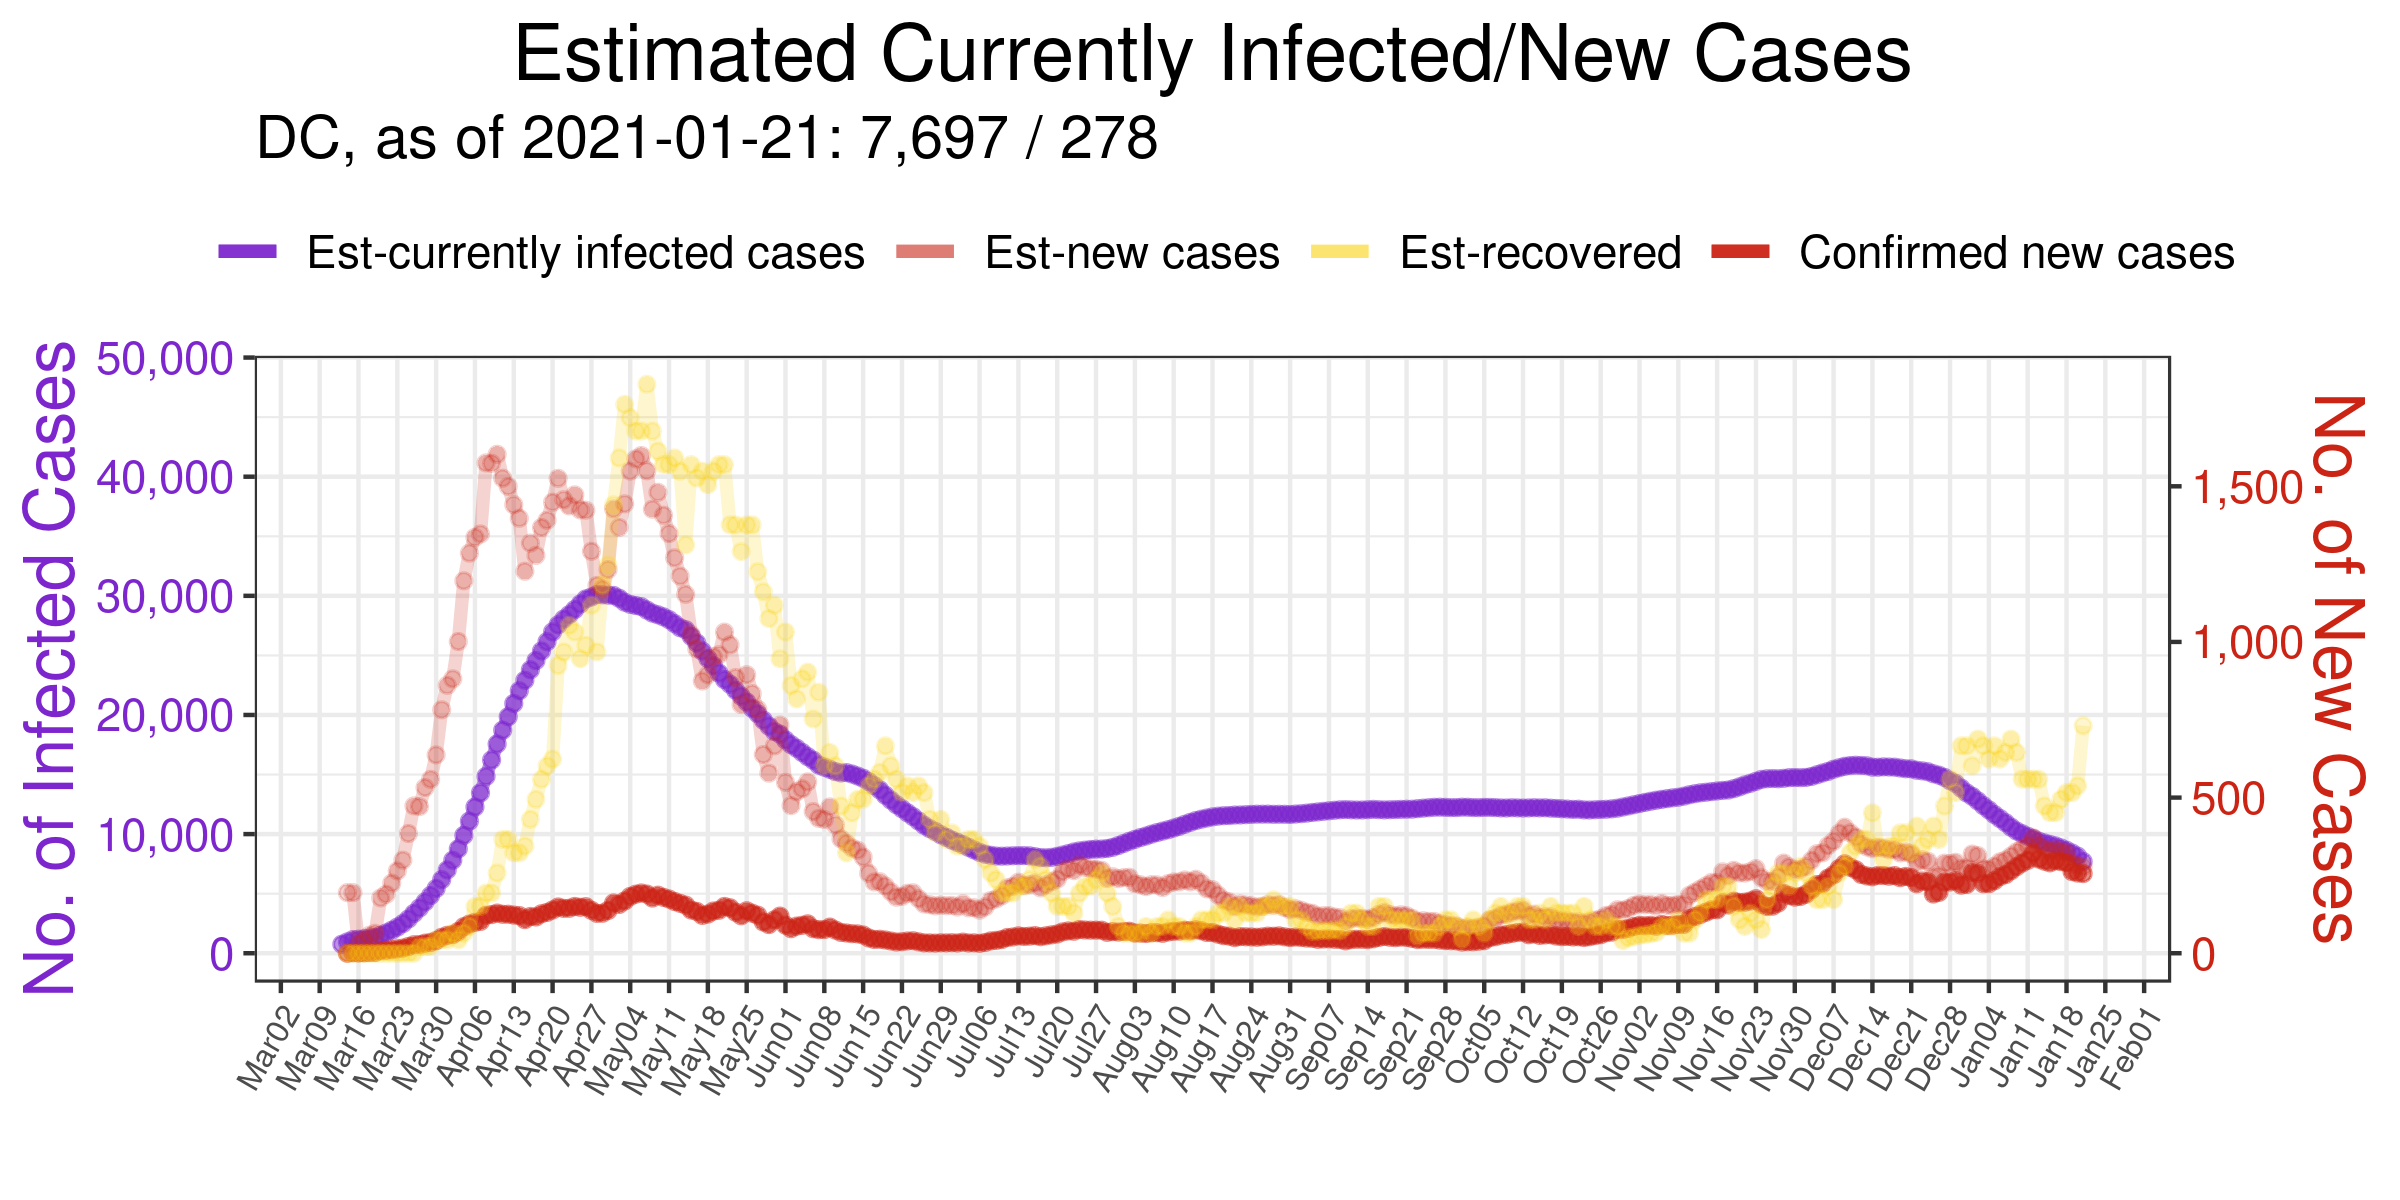 Estimated Currently Infected/New Cases
DC, as of 2021-01-21: 7,697 / 278
Est-currently infected cases Est-new cases Est-recovered Confirmed new cases
No. of Infected Cases
50,000
40,000
30,000
20,000
10,000
0
No. of New Cases
1,500
1,000
500
0
Mar02 Mar09 Mar16 Mar23 Mar30 Apr06 Apr13 Apr20 Apr27 May04 May11 May18 May25 Jun01 Jun08 Jun15 Jun22 Jun29 Jul06 Jul13 Jul20 Jul27 Aug03 Aug10 Aug17 Aug24 Aug31 Sep07 Sep14 Sep21 Sep28 Oct05 Oct12 Oct19 Oct26 Nov02 Nov09 Nov16 Nov23 Nov30 Dec07 Dec14 Dec21 Dec28 Jan04 Jan11 Jan18 Jan25 Feb01